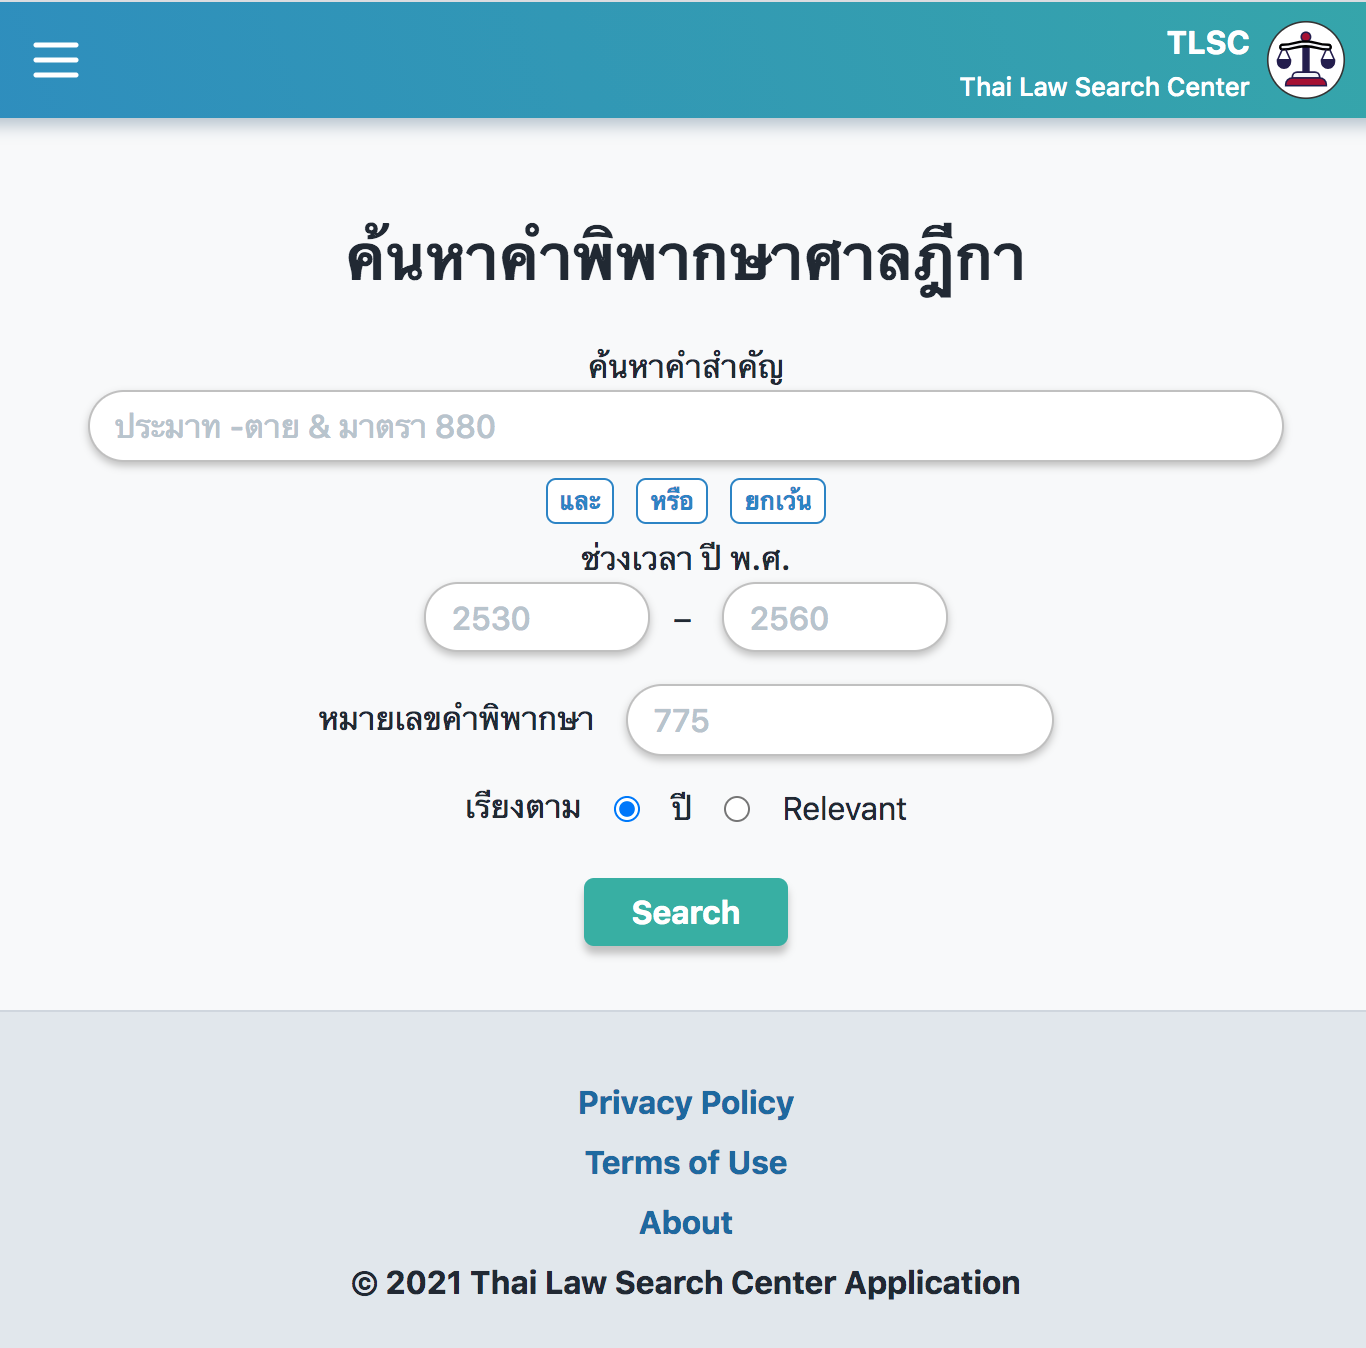 TLSC
Thai Law Search Center
ค้นหาคำพิพากษาศาลฎีกา
ค้นหาคำสำคัญ
ประมาท -ตาย & มาตรา 880
และ หรือ ยกเว้น
ช่วงเวลา ปี พ.ศ.
2530 – 2560
หมายเลขคำพิพากษา 775
เรียงตาม ปี Relevant
Search
Privacy Policy
Terms of Use
About
© 2021 Thai Law Search Center Application